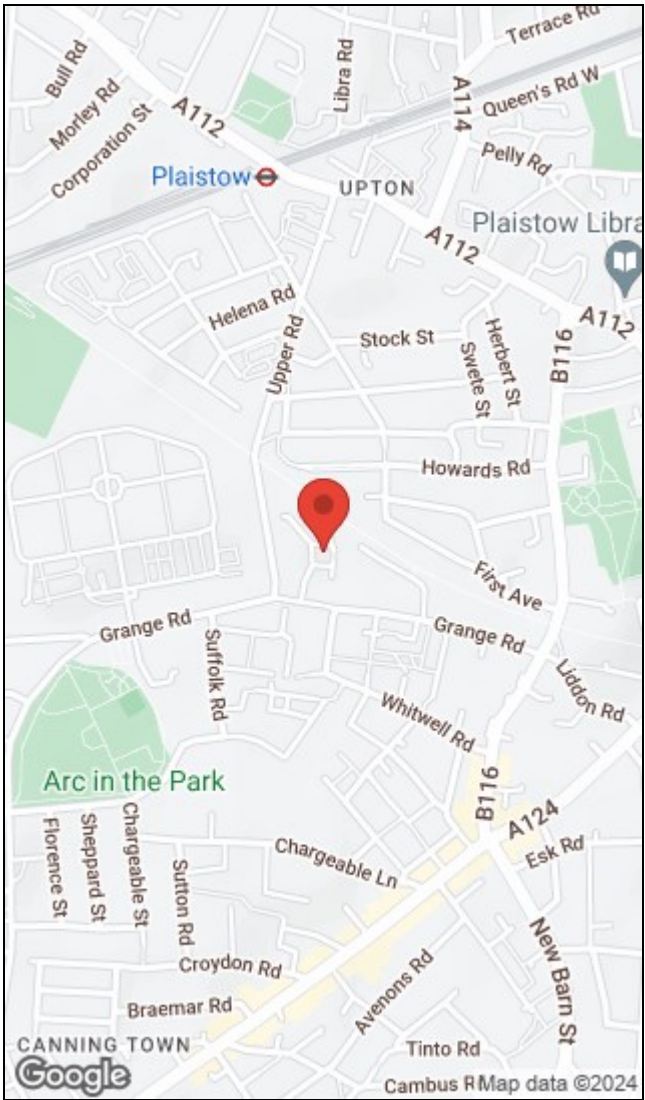 Terrace Rd
Bull Rd
Libra Rd
Morley Rd
A112
A114
Queen's Rd W
Corporation St
Pelly Rd
Plaistow
UPTON
Plaistow Libra
A112
Helena Rd
A112
Upper Rd
Stock St
Herbert St
Swete St
B116
Howards Rd
First Ave
Grange Rd
Suffolk Rd
Grange Rd
Liddon Rd
Whitwell Rd
Arc in the Park
B116
A124
Florence St
Sheppard St
Chargeable St
Sutton Rd
Chargeable Ln
Esk Rd
New Barn St
Croydon Rd
Avenons Rd
Braemar Rd
CANNING TOWN
Tinto Rd
Google
Cambus R
Map data ©2024